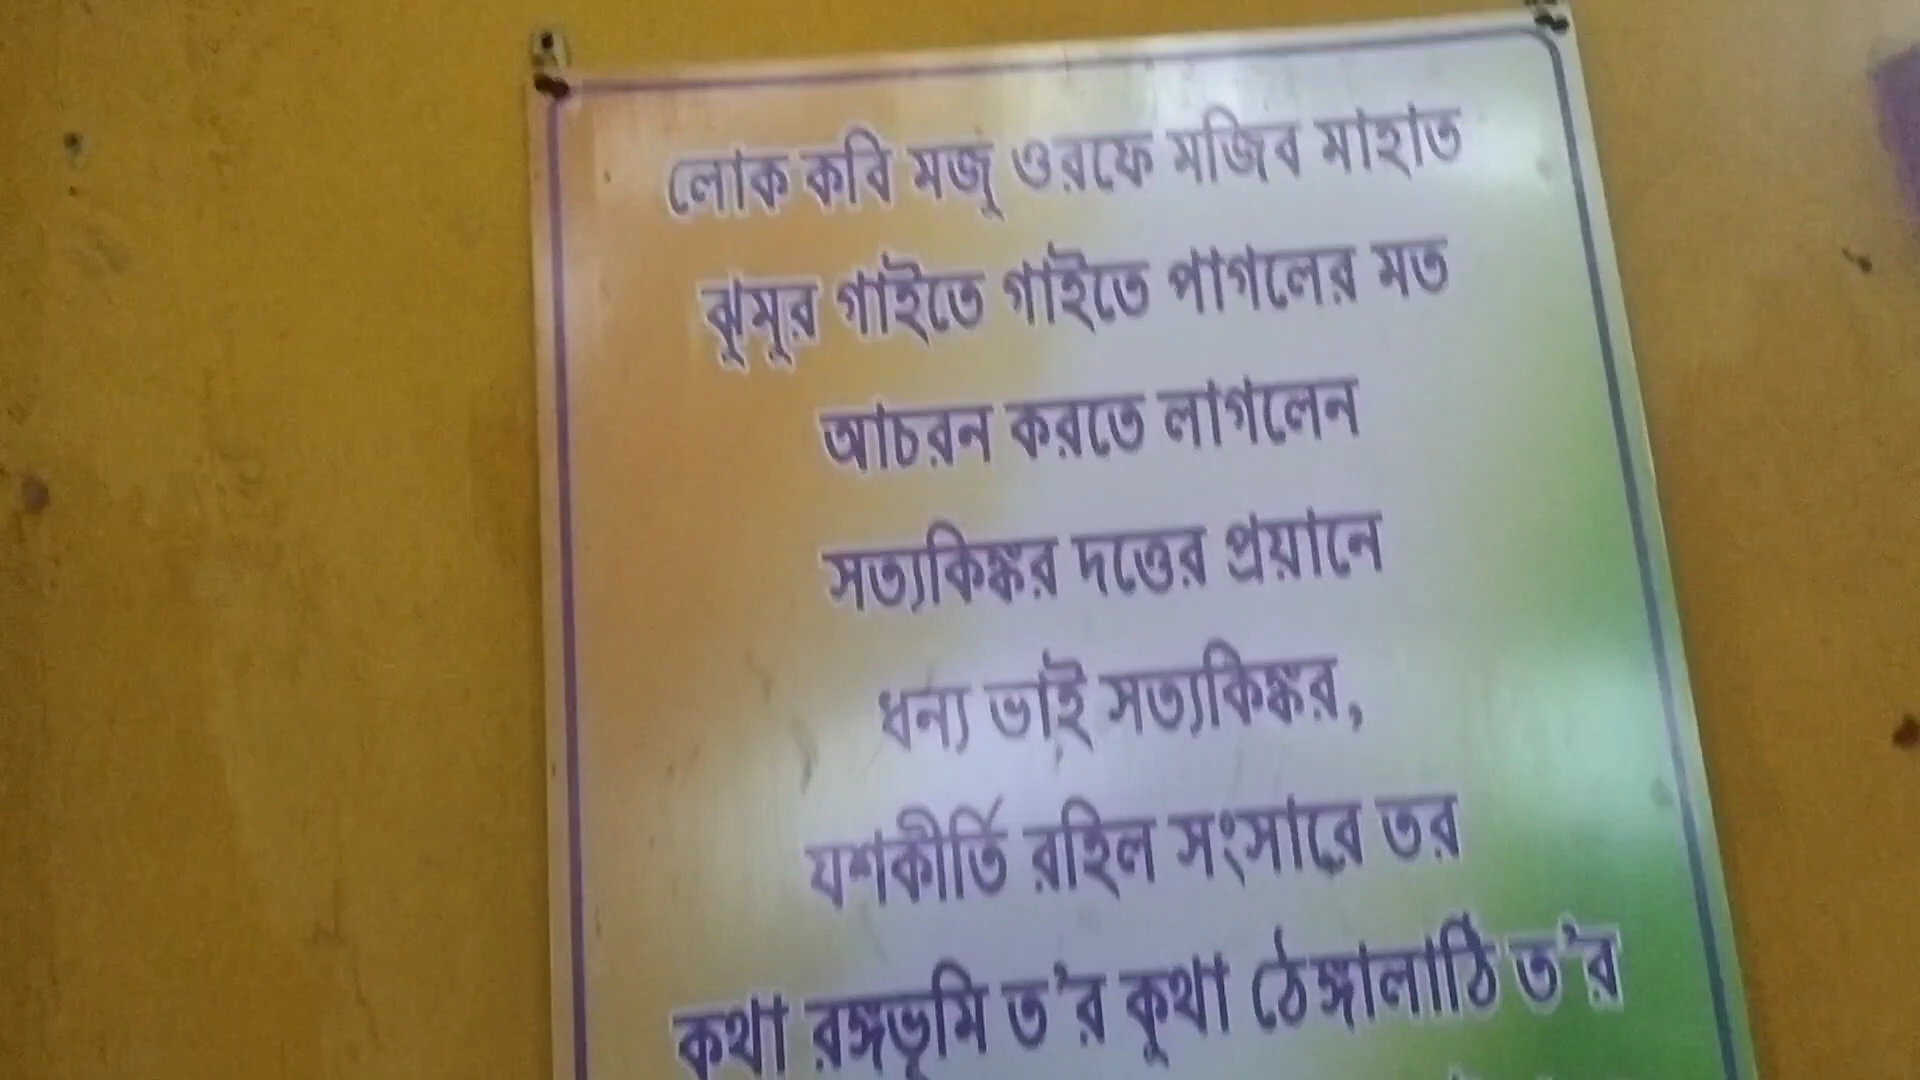 লোক কবি মজু ওরফে মজিব মাহাত
ঝুমুর গাইতে গাইতে পাগলের মত
আচরন করতে লাগলেন
সত্যকিঙ্কর দত্তের প্রয়ানে
ধন্য ভাই সত্যকিঙ্কর,
যশকীর্তি রহিল সংসারে তর
কথা রঙ্গভূমি ত'র কুথা ঠেঙ্গালাঠি ত'র